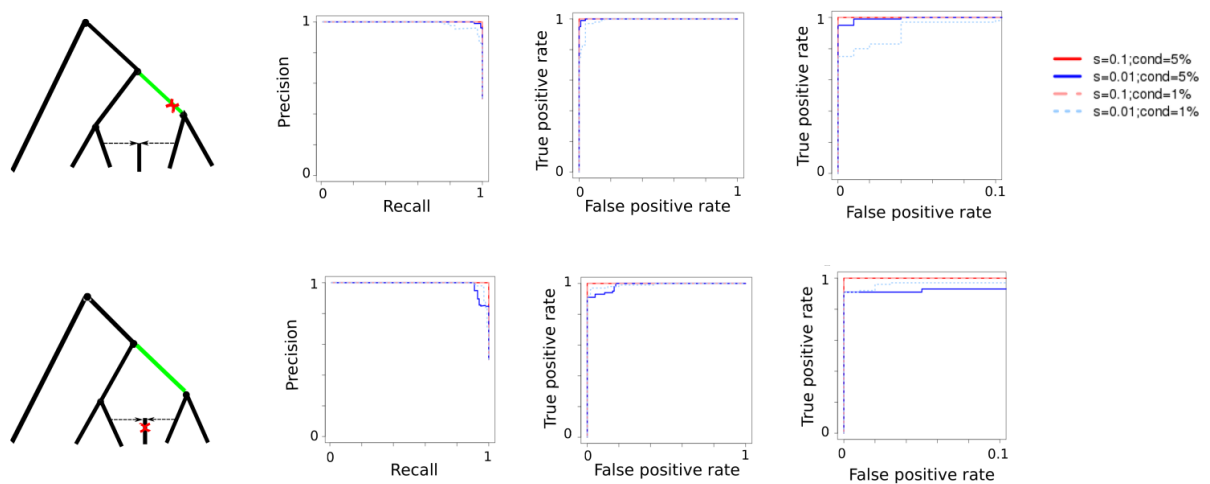 1
Precision
0
0
1
Recall
1
True positive rate
0
0
1
False positive rate
1
True positive rate
0
0
0.1
False positive rate
s=0.1;cond=5%
s=0.01;cond=5%
s=0.1;cond=1%
s=0.01;cond=1%
1
Precision
0
0
1
Recall
1
True positive rate
0
0
1
False positive rate
1
True positive rate
0
0
0.1
False positive rate